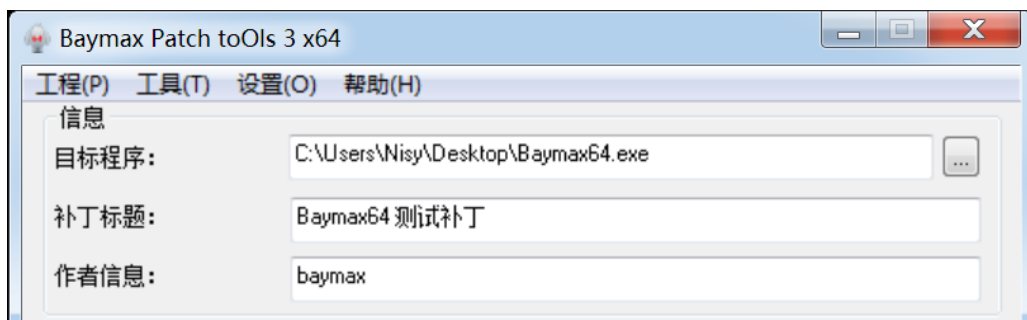 Baymax Patch toOls 3 x64
工程(P) 工具(T) 设置(O) 帮助(H)
信息
目标程序: C:\Users\Nisy\Desktop\Baymax64.exe ...
补丁标题: Baymax64 测试补丁
作者信息: baymax